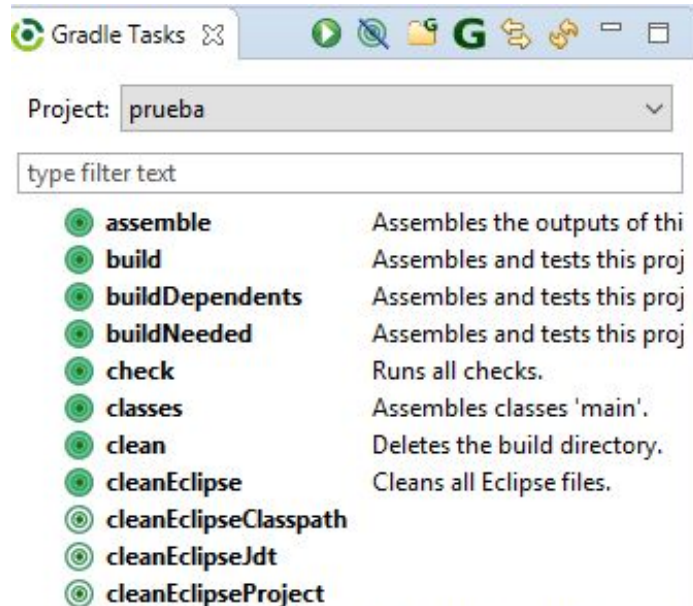 Gradle Tasks
Project: prueba
type filter text
assemble Assembles the outputs of thi
build Assembles and tests this proj
buildDependents Assembles and tests this proj
buildNeeded Assembles and tests this proj
check Runs all checks.
classes Assembles classes 'main'.
clean Deletes the build directory.
cleanEclipse Cleans all Eclipse files.
cleanEclipseClasspath
cleanEclipseJdt
cleanEclipseProject